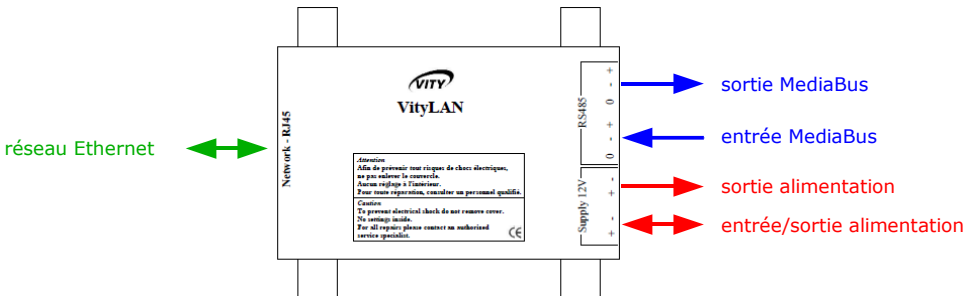 VITY
VityLAN
réseau Ethernet
Network - RJ45
Attention
Afin de prévenir tout risques de chocs électriques,
ne pas enlever le couvercle.
Aucun réglage à l'intérieur.
Pour toute réparation, consulter un personnel qualifié.
Caution
To prevent electrical shock do not remove cover.
No settings inside.
For all repairs please contact an authorized
service specialist.
CE
RS485
0 - +
0 - +
Supply 12V
+ -
+ -
sortie MediaBus
entrée MediaBus
sortie alimentation
entrée/sortie alimentation